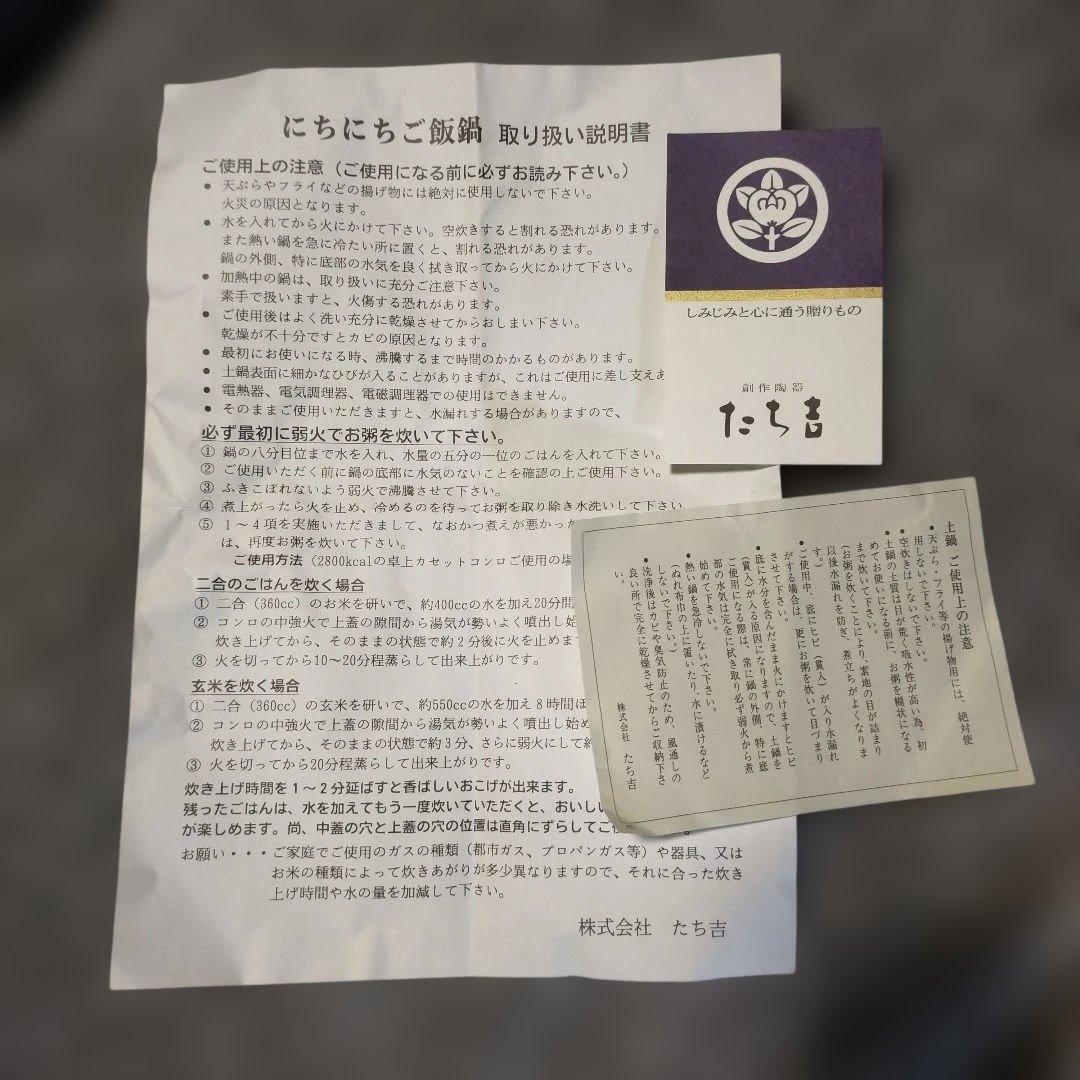 にちにちご飯鍋 取り扱い説明書
ご使用上の注意（ご使用になる前に必ずお読み下さい。）
● 天ぷらやフライなどの揚げ物には絶対に使用しないで下さい。
火災の原因となります。
● 水を入れてから火にかけて下さい。空炊きすると割れる恐れがあります。
また熱い鍋を急に冷たい所に置くと、割れる恐れがあります。
鍋の外側、特に底部の水気を良く拭き取ってから火にかけて下さい。
● 加熱中の鍋は、取り扱いに充分ご注意下さい。
素手で扱いますと、火傷する恐れがあります。
● ご使用後はよく洗い充分に乾燥させてからおしまい下さい。
乾燥が不十分ですとカビの原因となります。
● 最初にお使いになる時、沸騰するまで時間のかかるものがあります。
● 土鍋表面に細かなひびが入ることがありますが、これはご使用に差し支えあ
● 電熱器、電気調理器、電磁調理器での使用はできません。
● そのままご使用いただきますと、水漏れする場合がありますので、
必ず最初に弱火でお粥を炊いて下さい。
① 鍋の八分目位まで水を入れ、水量の五分の一位のごはんを入れて下さい。
② ご使用いただく前に鍋の底部に水気のないことを確認の上ご使用下さい。
③ ふきこぼれないよう弱火で沸騰させて下さい。
④ 煮上がったら火を止め、冷めるのを待ってお粥を取り除き水洗いして下さい
⑤ １～４項を実施いただきまして、なおかつ煮えが悪かった
は、再度お粥を炊いて下さい。
ご使用方法（2800kcalの卓上カセットコンロご使用の場
二合のごはんを炊く場合
① 二合（360cc）のお米を研いで、約400ccの水を加え20分間
② コンロの中強火で上蓋の隙間から湯気が勢いよく噴出し始
炊き上げてから、そのままの状態で約２分後に火を止めま
③ 火を切ってから10～20分程蒸らして出来上がりです。
玄米を炊く場合
① 二合（360cc）の玄米を研いで、約550ccの水を加え８時間ほ
② コンロの中強火で上蓋の隙間から湯気が勢いよく噴出し始め
炊き上げてから、そのままの状態で約３分、さらに弱火にして約
③ 火を切ってから20分程蒸らして出来上がりです。
炊き上げ時間を１～２分延ばすと香ばしいおこげが出来ます。
残ったごはんは、水を加えてもう一度炊いていただくと、おいしい
が楽しめます。尚、中蓋の穴と上蓋の穴の位置は直角にずらしてご使
お願い・・・ご家庭でご使用のガスの種類（都市ガス、プロパンガス等）や器具、又は
お米の種類によって炊きあがりが多少異なりますので、それに合った炊き
上げ時間や水の量を加減して下さい。
株式会社 たち吉
しみじみと心に通う贈りもの
創作陶器
たち吉
土鍋 ご使用上の注意
● 天ぷら・フライ等の揚げ物用には、絶対使
用しないで下さい。
● 空炊きはしないで下さい。
● 土鍋の土質は目が荒く吸水性が高い為、初
めてお使いになる前に、お粥を糊状になる
まで炊いて下さい。
（お粥を炊くことにより、素地の目が詰まり
以後水漏れを防ぎ、煮立ちがよくなりま
す。）
● ご使用中、底にヒビ（貫入）が入り水漏れ
がする場合は、更にお粥を炊いて目づまり
させて下さい。
● 底に水分を含んだまま火にかけますとヒビ
（貫入）が入る原因になりますので、土鍋を
ご使用になる際は、常に鍋の外側、特に底
部の水気は完全に拭き取り必ず弱火から煮
始めて下さい。
● 熱い鍋を急冷しないで下さい。
（ぬれ布巾の上に置いたり、水に漬けるなど
しないで下さい。）
● 洗浄後はカビや臭気防止のため、風通しの
良い所で完全に乾燥させてからご収納下さ
い。
株式会社 たち吉